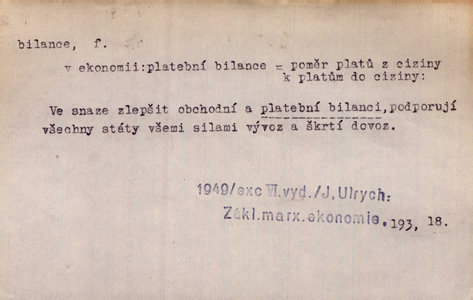 bilance, f.
v ekonomii:platební bilance = poměr platů z ciziny
k platům do ciziny:
Ve snaze zlepšit obchodní a platební bilanci,podporují
všechny státy všemi silami vývoz a škrtí dovoz.
1949/exc VI.vyd./J.Ulrych:
Zákl.marx.ekonomie. 193, 18.